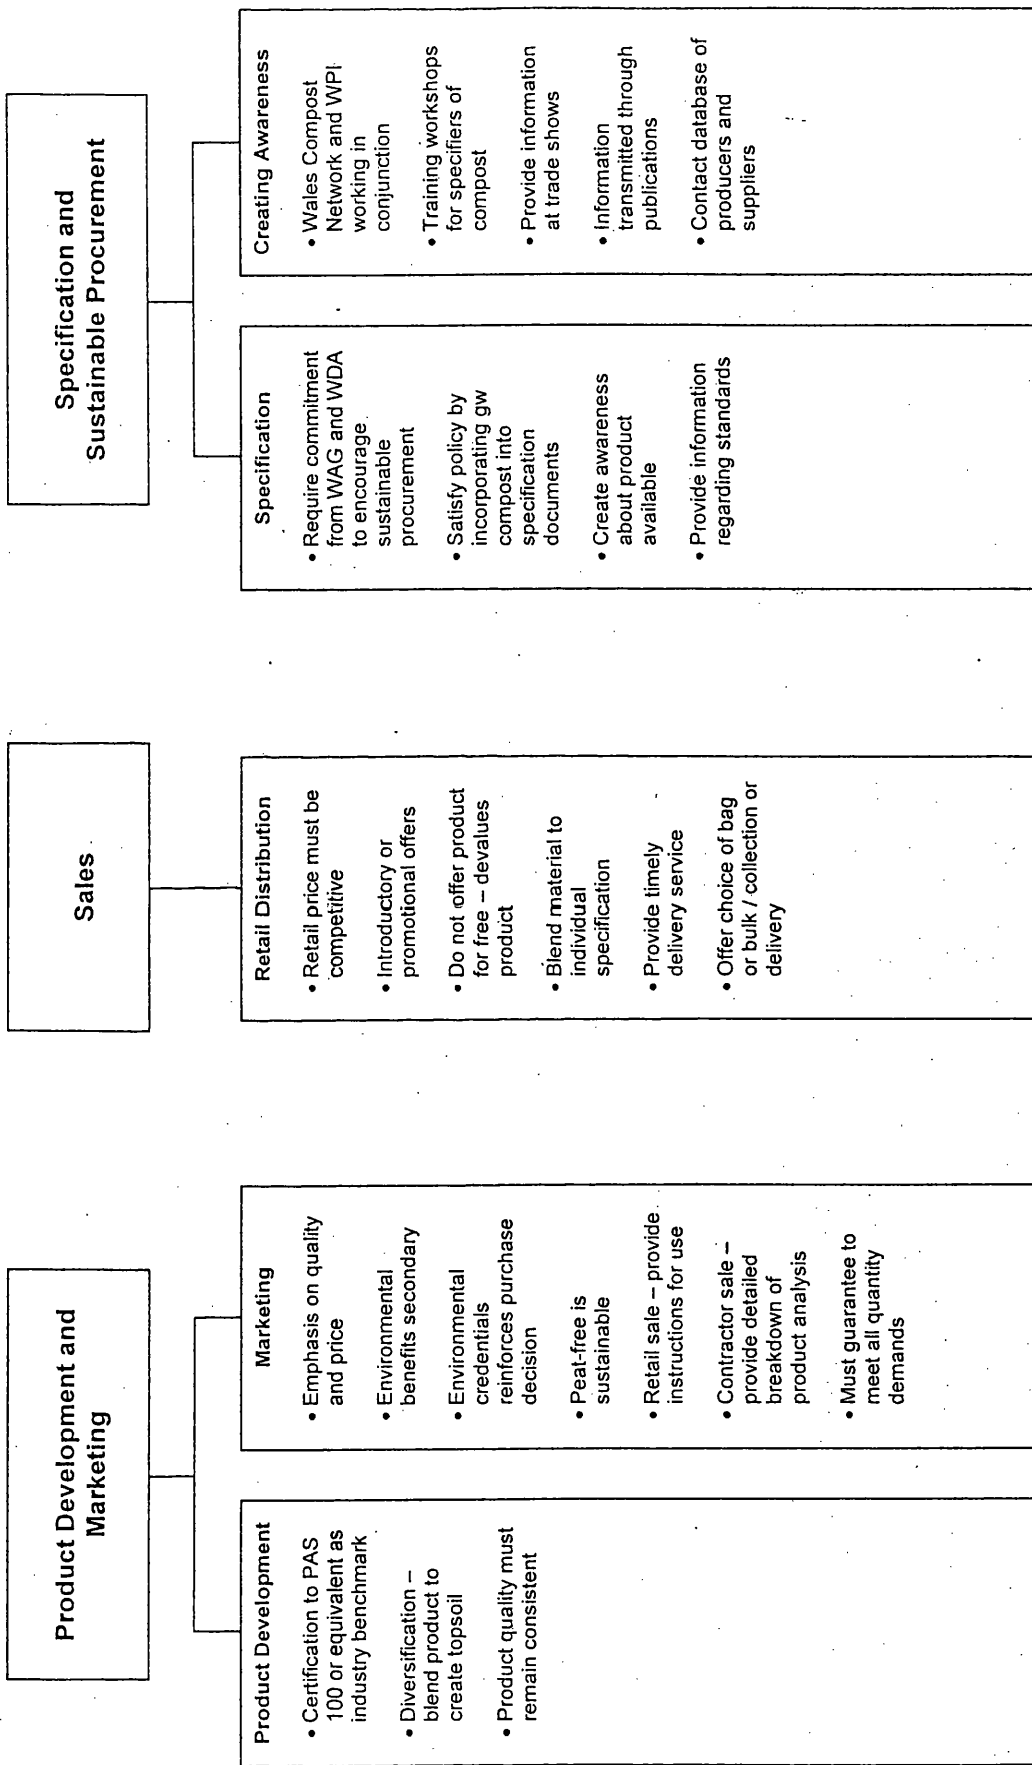 Product Development and
Marketing
Product Development
• Certification to PAS
100 or equivalent as
industry benchmark
• Diversification –
blend product to
create topsoil
• Product quality must
remain consistent
Marketing
• Emphasis on quality
and price
• Environmental
benefits secondary
• Environmental
credentials
reinforces purchase
decision
• Peat-free is
sustainable
• Retail sale – provide
instructions for use
• Contractor sale –
provide detailed
breakdown of
product analysis
• Must guarantee to
meet all quantity
demands
Sales
Retail Distribution
• Retail price must be
competitive
• Introductory or
promotional offers
• Do not offer product
for free – devalues
product
• Blend material to
individual
specification
• Provide timely
delivery service
• Offer choice of bag
or bulk / collection or
delivery
Specification and
Sustainable Procurement
Specification
• Require commitment
from WAG and WDA
to encourage
sustainable
procurement
• Satisfy policy by
incorporating gw
compost into
specification
documents
• Create awareness
about product
available
• Provide information
regarding standards
Creating Awareness
• Wales Compost
Network and WPI
working in
conjunction
• Training workshops
for specifiers of
compost
• Provide information
at trade shows
• Information
transmitted through
publications
• Contact database of
producers and
suppliers